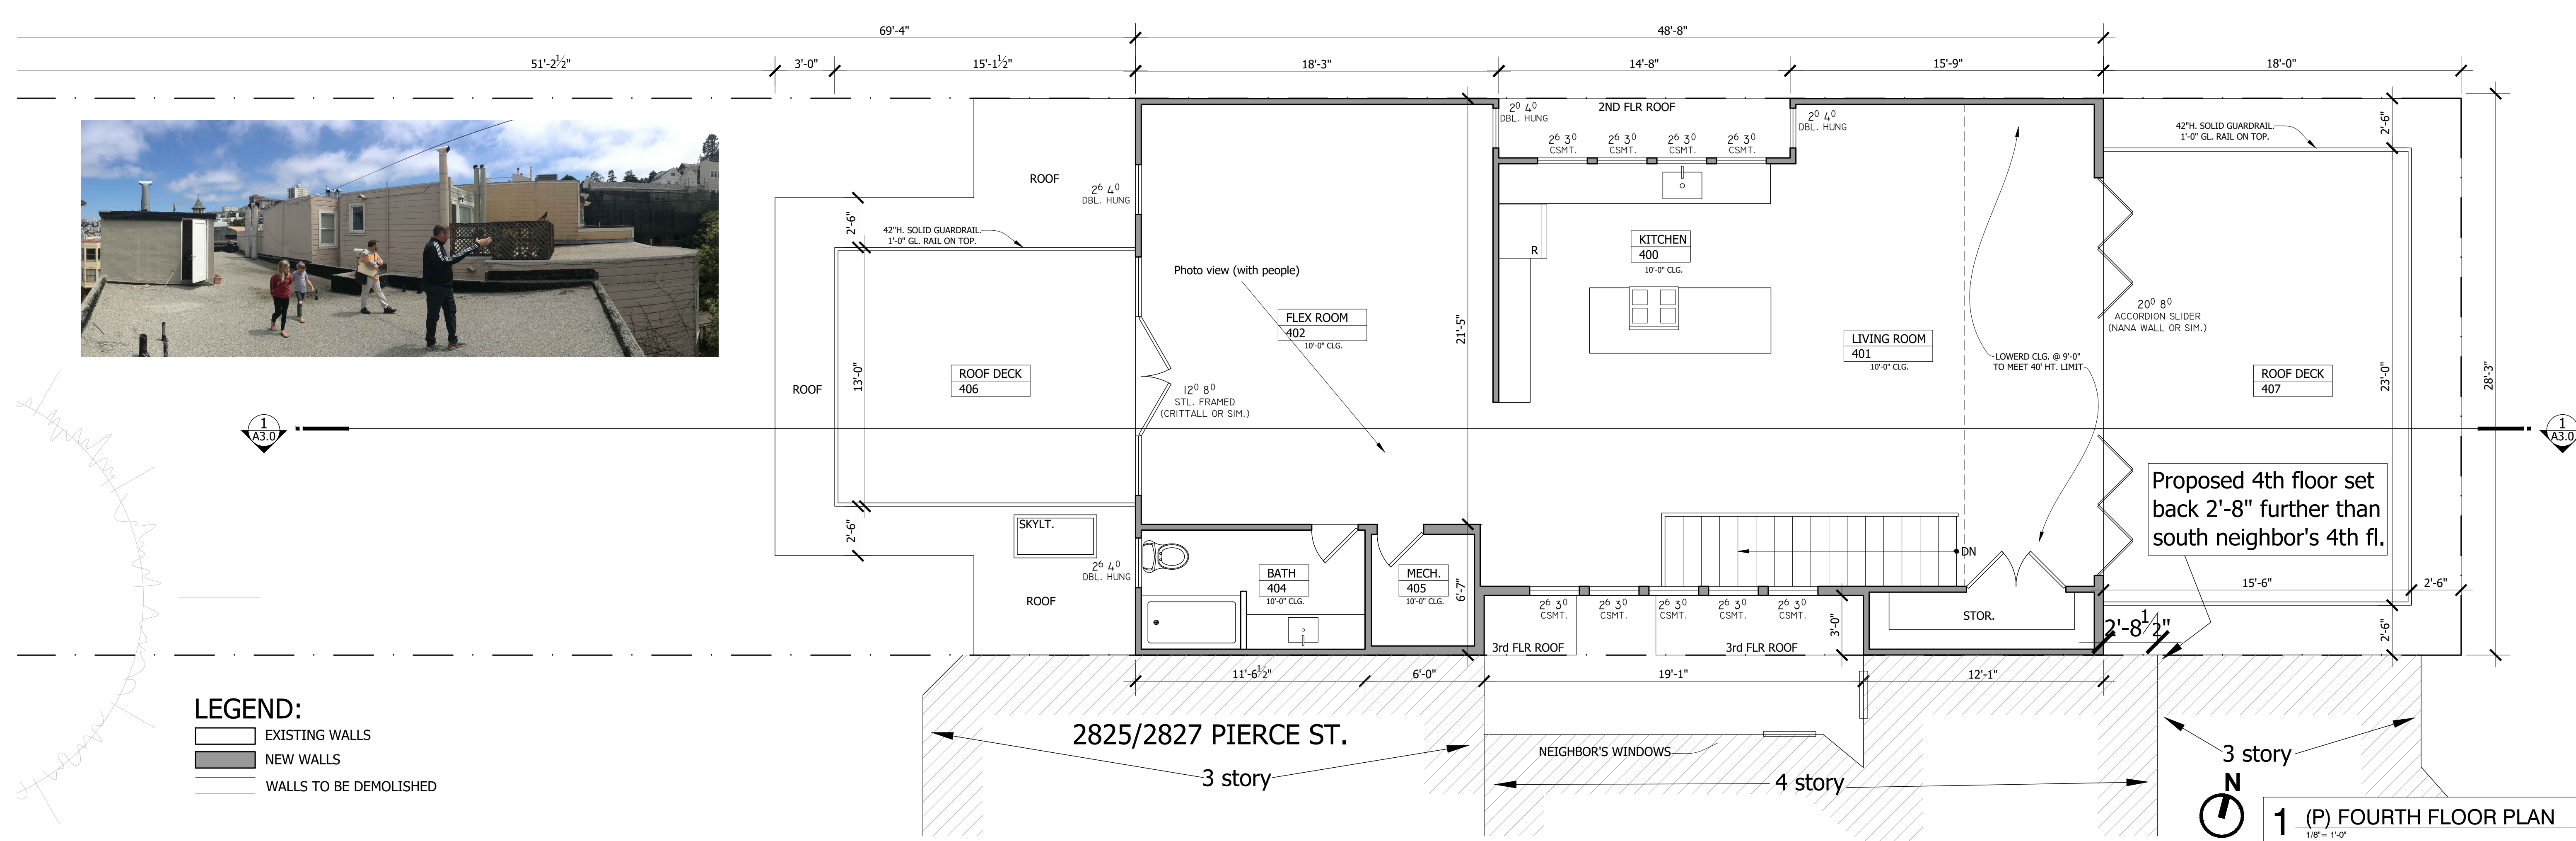 69'-4"
48'-8"
51'-2½"
3'-0"
15'-1½"
18'-3"
14'-8"
15'-9"
18'-0"
2⁰ 4⁰
DBL. HUNG
2ND FLR ROOF
2⁰ 4⁰
DBL. HUNG
2⁶ 3⁰
CSMT.
2⁶ 3⁰
CSMT.
2⁶ 3⁰
CSMT.
2⁶ 3⁰
CSMT.
42"H. SOLID GUARDRAIL.
1'-0" GL. RAIL ON TOP.
2'-6"
ROOF
2⁶ 4⁰
DBL. HUNG
2'-6"
42"H. SOLID GUARDRAIL.
1'-0" GL. RAIL ON TOP.
Photo view (with people)
R
KITCHEN
400
10'-0" CLG.
FLEX ROOM
402
10'-0" CLG.
21'-5"
LIVING ROOM
401
10'-0" CLG.
20⁰ 8⁰
ACCORDION SLIDER
(NANA WALL OR SIM.)
LOWERD CLG. @ 9'-0"
TO MEET 40' HT. LIMIT
ROOF
13'-0"
ROOF DECK
406
12⁰ 8⁰
STL. FRAMED
(CRITTALL OR SIM.)
ROOF DECK
407
23'-0"
28'-3"
1
A3.0
1
A3.0
Proposed 4th floor set
back 2'-8" further than
south neighbor's 4th fl.
2'-6"
SKYLT.
2⁶ 4⁰
DBL. HUNG
ROOF
BATH
404
10'-0" CLG.
MECH.
405
10'-0" CLG.
6'-7"
DN
2⁶ 3⁰
CSMT.
2⁶ 3⁰
CSMT.
2⁶ 3⁰
CSMT.
2⁶ 3⁰
CSMT.
2⁶ 3⁰
CSMT.
3'-0"
STOR.
15'-6"
2'-6"
2'-8½"
2'-6"
3rd FLR ROOF
3rd FLR ROOF
11'-6½"
6'-0"
19'-1"
12'-1"
LEGEND:
EXISTING WALLS
NEW WALLS
WALLS TO BE DEMOLISHED
2825/2827 PIERCE ST.
3 story
NEIGHBOR'S WINDOWS
4 story
3 story
N
1
(P) FOURTH FLOOR PLAN
1/8"= 1'-0"